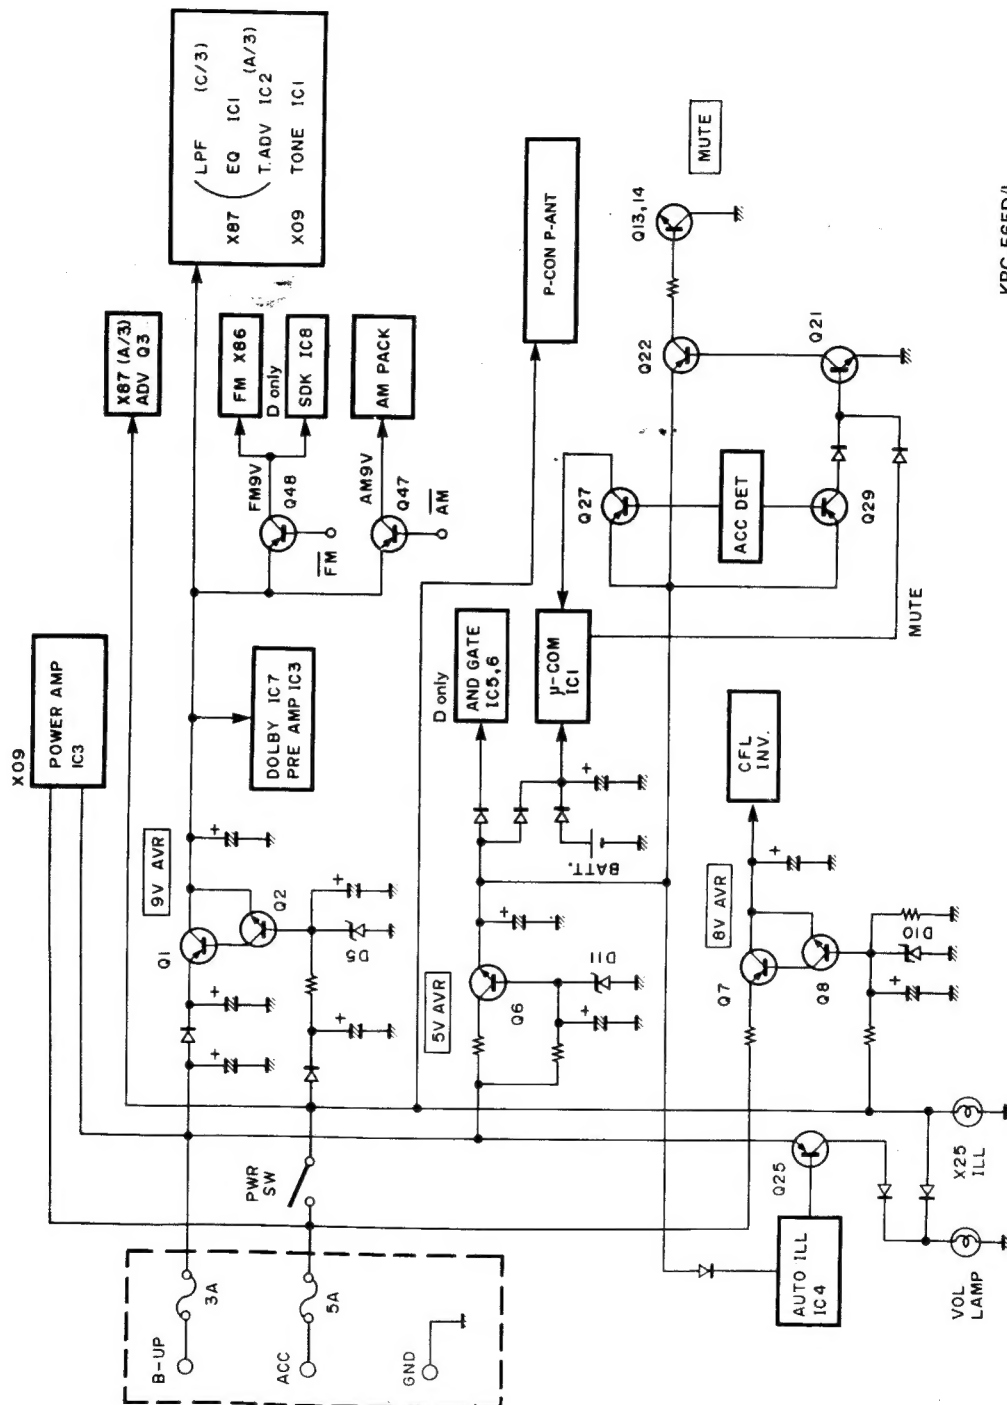 X87
LPF (C/3)
EQ IC1
T.ADV IC2 (A/3)
X09 TONE IC1
X87 (A/3)
ADV Q3
FM X86
D only
SDK IC8
AM PACK
FM9V
Q48
FM
AM9V
Q47
AM
P-CON P-ANT
MUTE
Q13,14
Q22
Q21
Q27
ACC DET
Q29
MUTE
X09
POWER AMP
IC3
DOLBY IC7
PRE AMP IC3
D only
AND GATE
IC5,6
μ-COM
IC1
BATT.
CFL
INV.
9V AVR
Q1
Q2
D5
5V AVR
Q6
D11
8V AVR
Q7
Q8
D10
PWR
SW
Q25
AUTO ILL
IC4
X25
ILL
VOL
LAMP
B-UP
3A
ACC
5A
GND